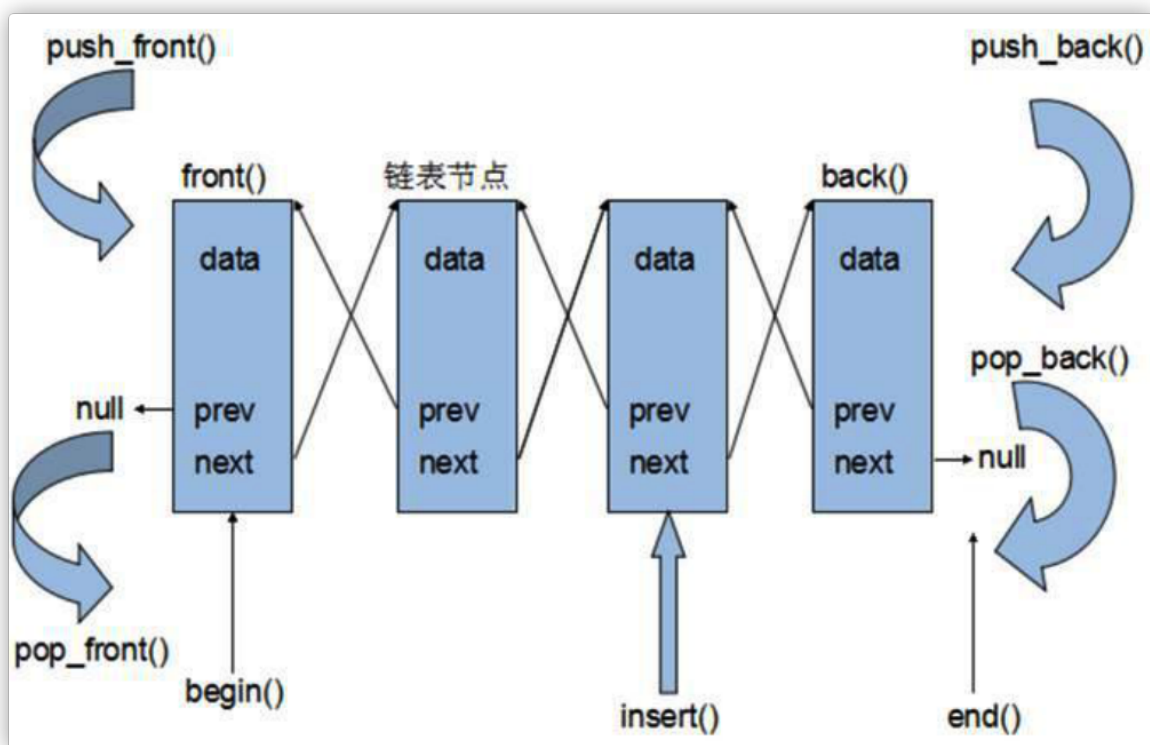 push_front()
push_back()
front()
链表节点
back()
data
data
data
data
pop_back()
null
prev
prev
prev
prev
next
next
next
next
null
pop_front()
begin()
insert()
end()